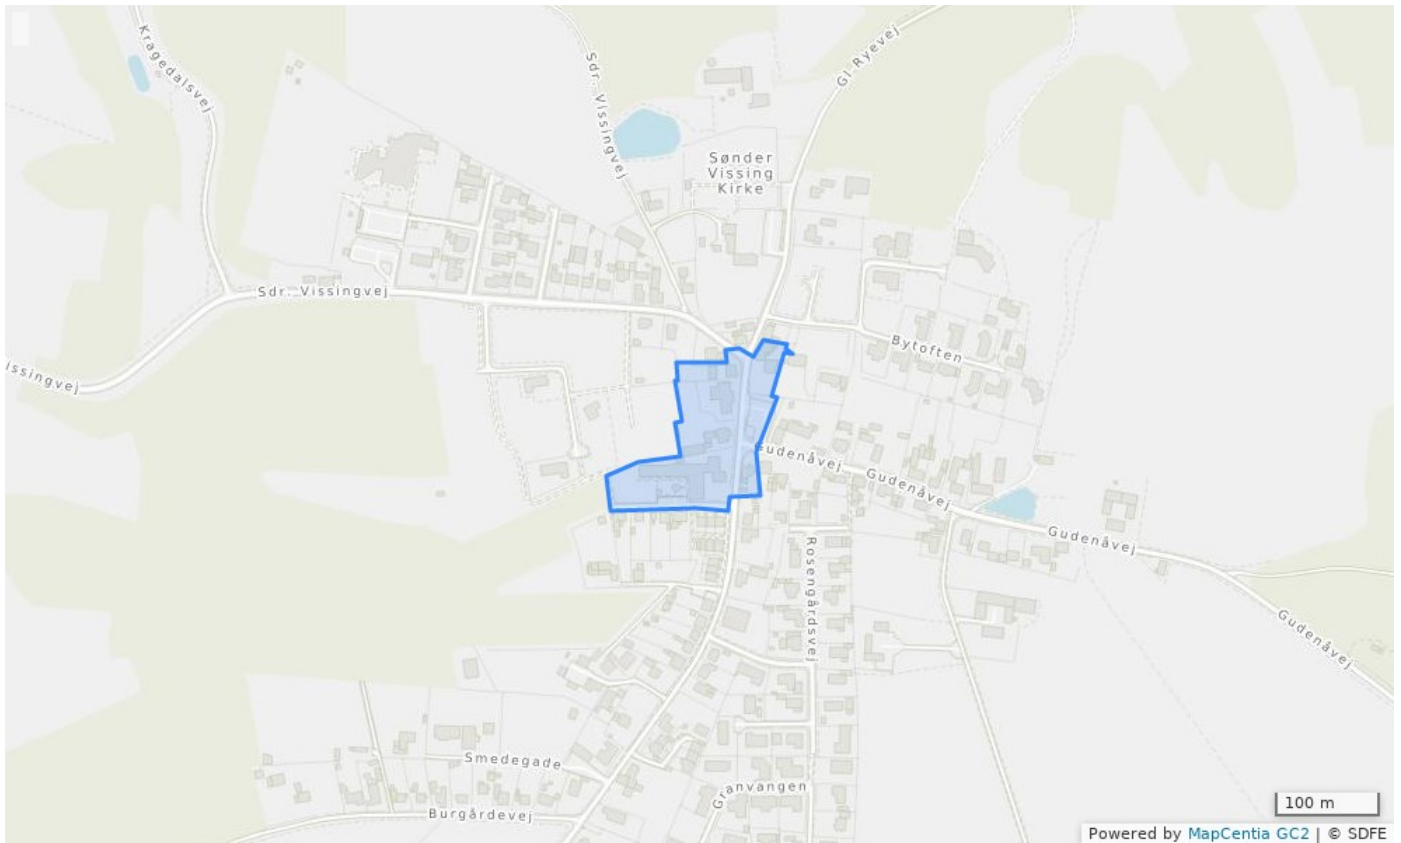 Kragedalsvej
Sdr. Vissingvej
Gl Ryevej
Sønder
Vissing
Kirke
Sdr. Vissingvej
issingvej
Bytoften
Gudenåvej
Gudenåvej
Gudenåvej
Rosengårdsvej
Gudenåvej
Smedegade
Granvangen
Burgårdevej
100 m
Powered by MapCentia GC2 | © SDFE